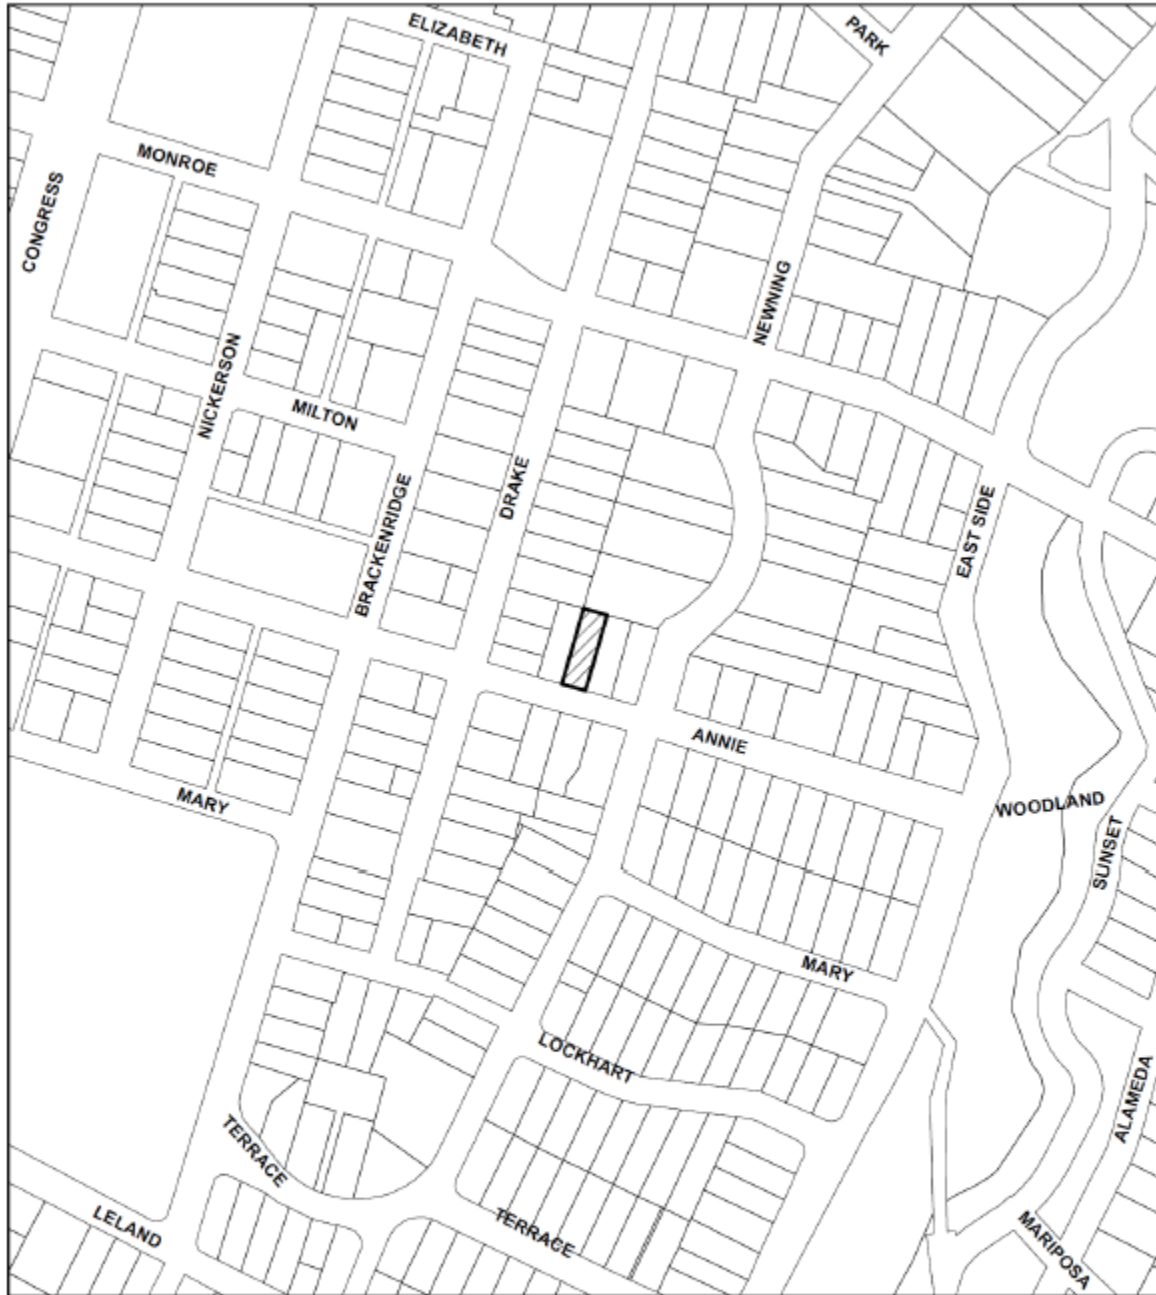 ELIZABETH
PARK
MONROE
CONGRESS
NEWNING
NICKERSON
MILTON
DRAKE
BRACKENRIDGE
EAST SIDE
ANNIE
MARY
WOODLAND
SUNSET
MARY
LOCKHART
ALAMEDA
TERRACE
LELAND
TERRACE
MARIPOSA